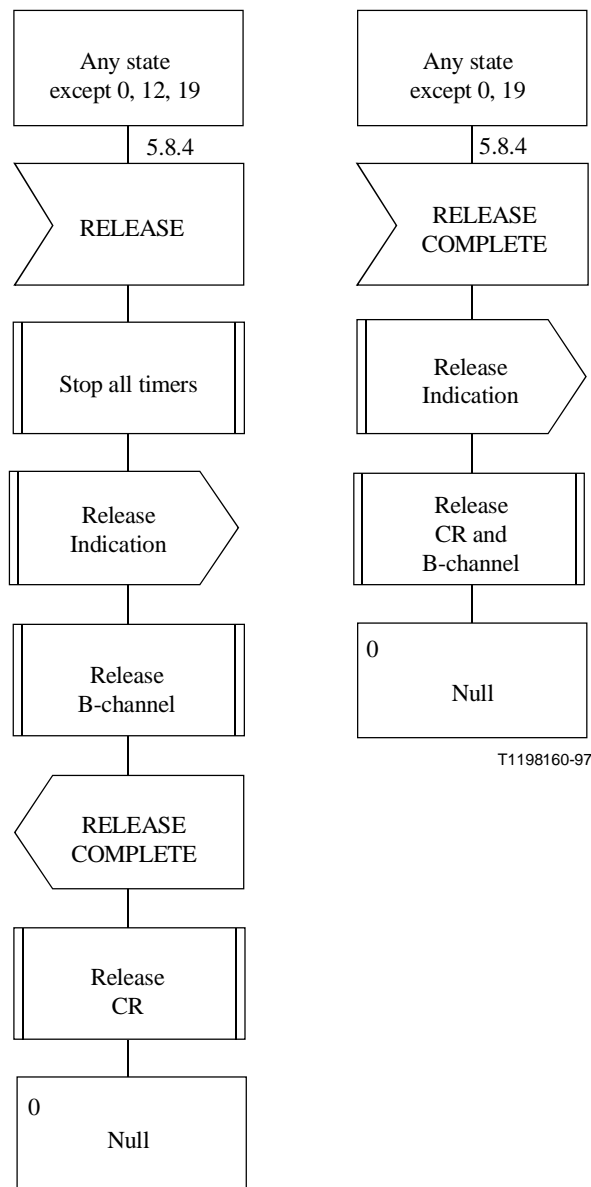 Any state
except 0, 12, 19
5.8.4
RELEASE
Stop all timers
Release
Indication
Release
B-channel
RELEASE
COMPLETE
Release
CR
0
Null
Any state
except 0, 19
5.8.4
RELEASE
COMPLETE
Release
Indication
Release
CR and
B-channel
0
Null
T1198160-97